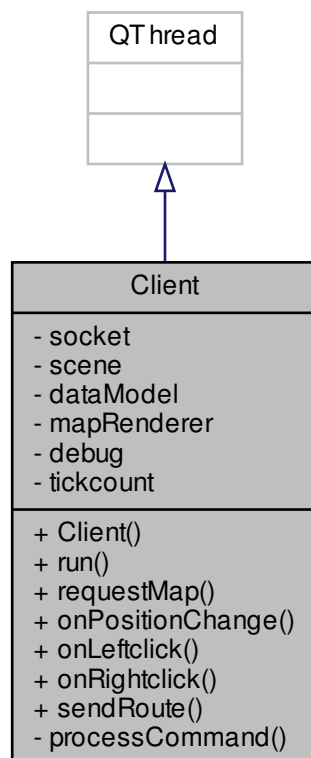 QThread
Client
- socket
- scene
- dataModel
- mapRenderer
- debug
- tickcount
+ Client()
+ run()
+ requestMap()
+ onPositionChange()
+ onLeftclick()
+ onRightclick()
+ sendRoute()
- processCommand()